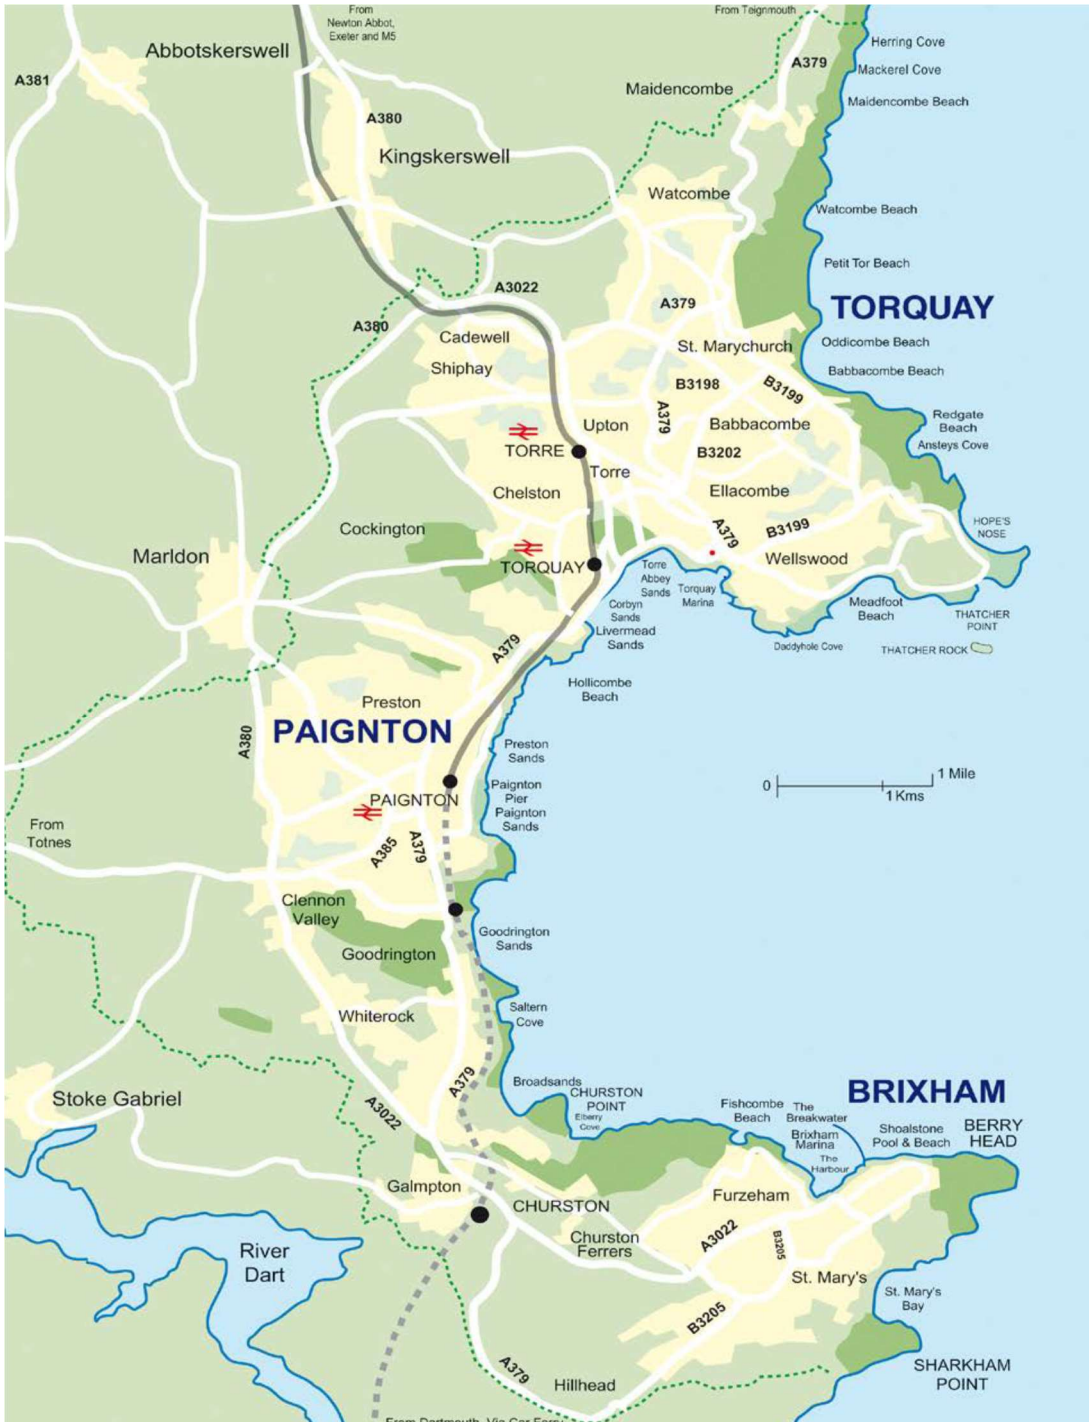 From
Newton Abbot,
Exeter and M5
From Teignmouth
Abbotskerswell
Herring Cove
A381
A379
Mackerel Cove
Maidencombe
Maidencombe Beach
A380
Kingskerswell
Watcombe
Watcombe Beach
Petit Tor Beach
A3022
A379
TORQUAY
A380
Cadewell
St. Marychurch
Oddicombe Beach
Shiphay
Babbacombe Beach
B3198
B3199
A379
Redgate
Beach
Upton
Babbacombe
Ansteys Cove
TORRE
B3202
Torre
Chelston
Ellacombe
Cockington
A379
B3199
HOPE'S
NOSE
Marldon
TORQUAY
Wellswood
Torre
Abbey
Sands
Torquay
Marina
Corbyn
Sands
Meadfoot
Beach
Livermead
Sands
THATCHER
POINT
A379
Daddyhole Cove
THATCHER ROCK
Hollicombe
Beach
Preston
PAIGNTON
A380
Preston
Sands
0
1 Mile
1 Kms
PAIGNTON
Paignton
Pier
Paignton
Sands
From
Totnes
A385
A379
Clennon
Valley
Goodrington
Sands
Goodrington
Saltern
Cove
Whiterock
A379
Broadsands
CHURSTON
POINT
Elberry
Cove
BRIXHAM
Stoke Gabriel
A3022
Fishcombe
Beach
The
Breakwater
Brixham
Marina
The
Harbour
Shoalstone
Pool & Beach
BERRY
HEAD
Galmpton
CHURSTON
Furzeham
Churston
Ferrers
A3022
B3205
River
Dart
St. Mary's
St. Mary's
Bay
B3205
A379
Hillhead
SHARKHAM
POINT
From Dartmouth, Via Car Ferry